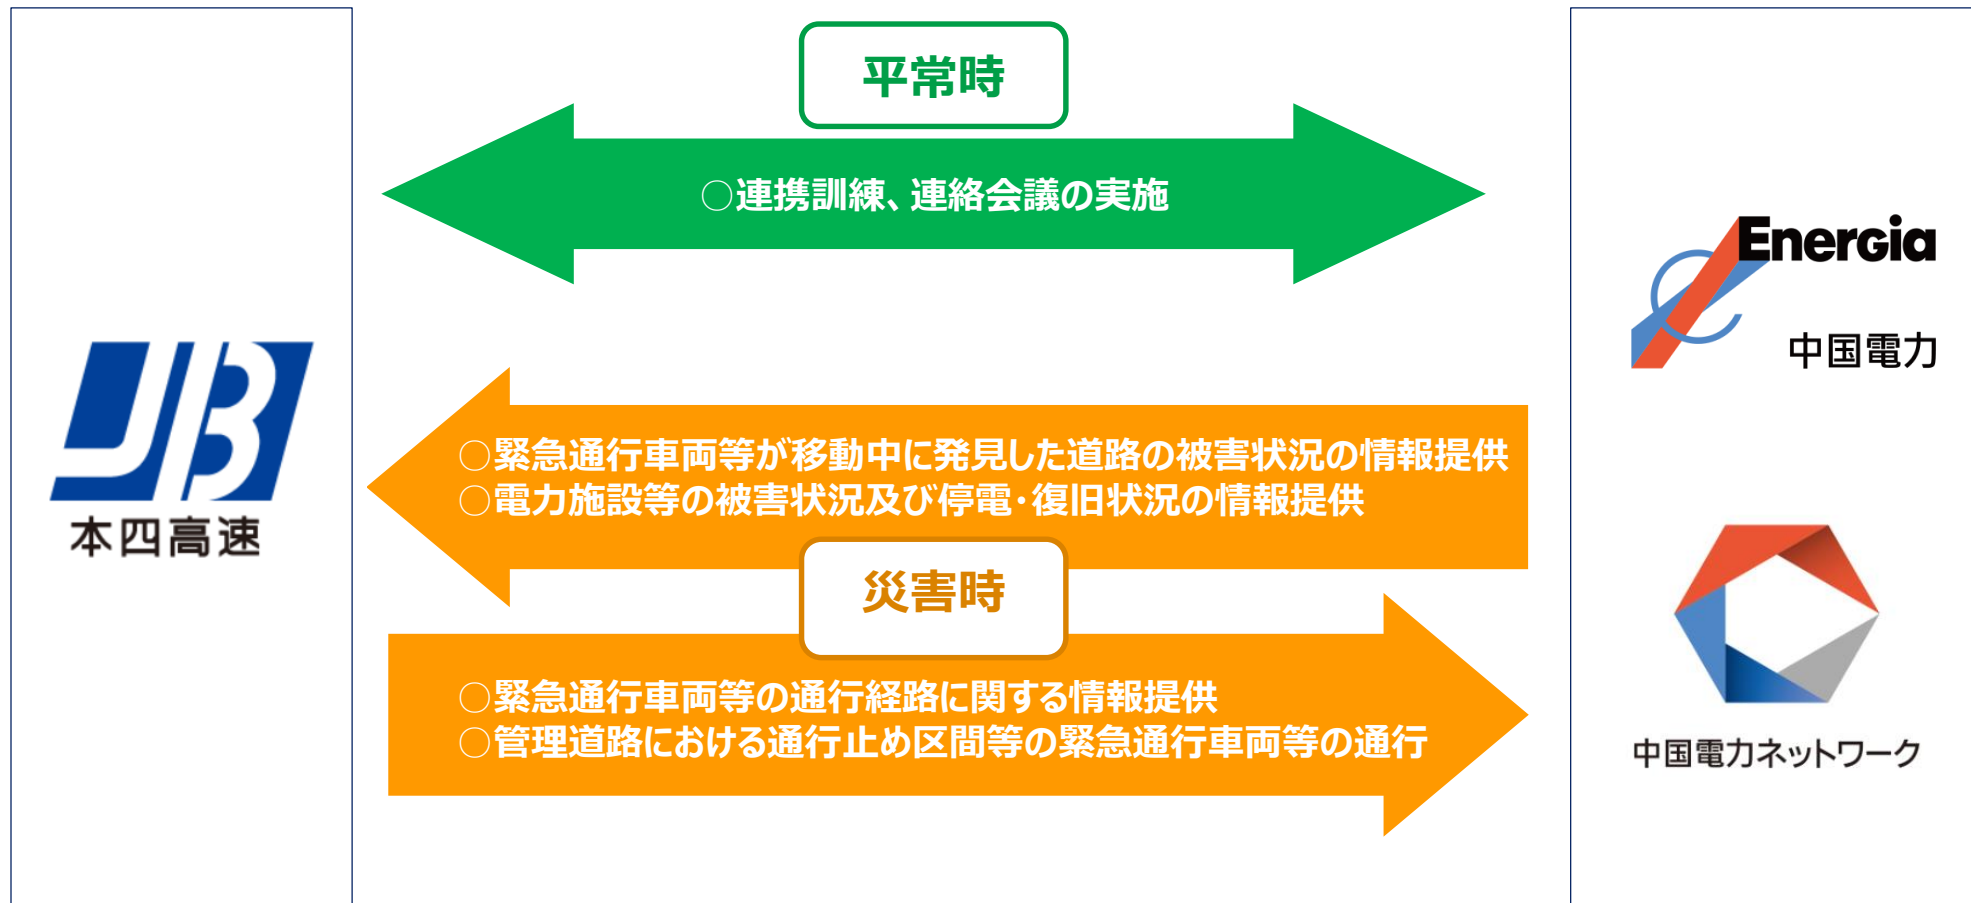 平常時
○連携訓練、連絡会議の実施
JB
本四高速
Energia
中国電力
○緊急通行車両等が移動中に発見した道路の被害状況の情報提供
○電力施設等の被害状況及び停電・復旧状況の情報提供
災害時
○緊急通行車両等の通行経路に関する情報提供
○管理道路における通行止め区間等の緊急通行車両等の通行
中国電力ネットワーク